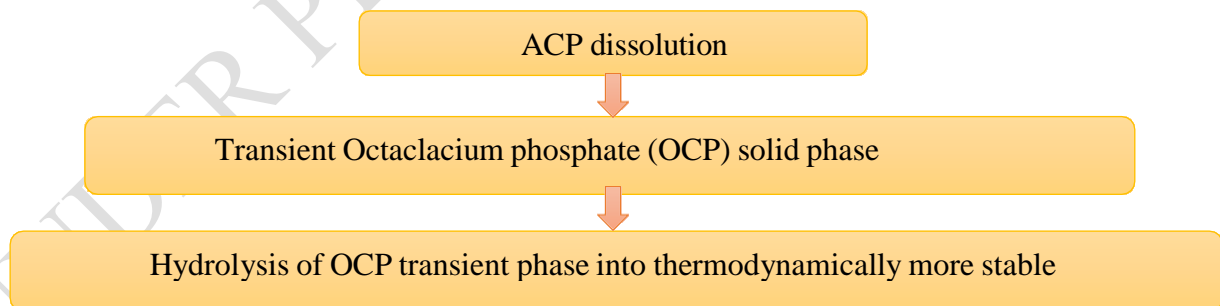 ACP dissolution
Transient Octaclacium phosphate (OCP) solid phase
Hydrolysis of OCP transient phase into thermodynamically more stable